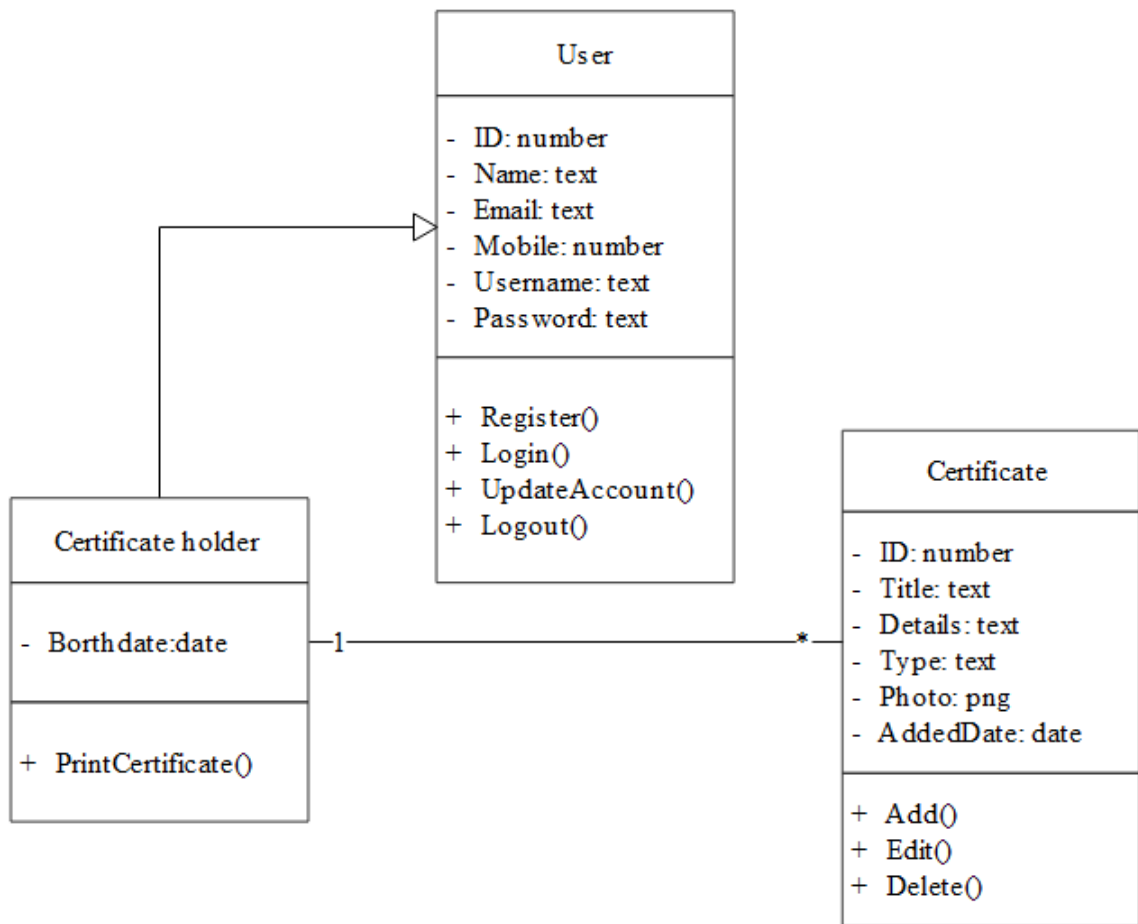 User
- ID: number
- Name: text
- Email: text
- Mobile: number
- Username: text
- Password: text
+ Register()
+ Login()
+ UpdateAccount()
+ Logout()
Certificate holder
- Borthdate:date
+ PrintCertificate()
1
*
Certificate
- ID: number
- Title: text
- Details: text
- Type: text
- Photo: png
- AddedDate: date
+ Add()
+ Edit()
+ Delete()